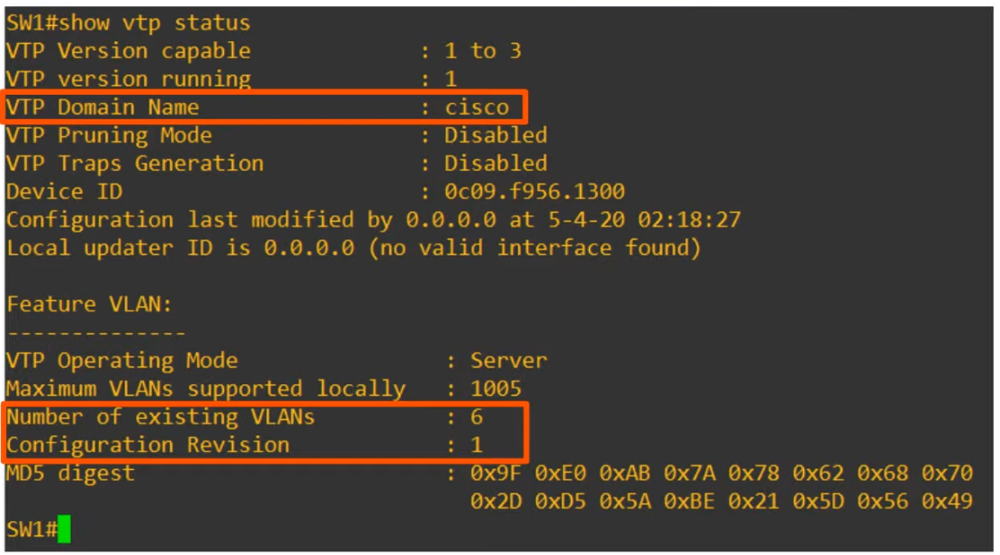 SW1#show vtp status
VTP Version capable : 1 to 3
VTP version running : 1
VTP Domain Name : cisco
VTP Pruning Mode : Disabled
VTP Traps Generation : Disabled
Device ID : 0c09.f956.1300
Configuration last modified by 0.0.0.0 at 5-4-20 02:18:27
Local updater ID is 0.0.0.0 (no valid interface found)
Feature VLAN:
--------------
VTP Operating Mode : Server
Maximum VLANs supported locally : 1005
Number of existing VLANs : 6
Configuration Revision : 1
MD5 digest : 0x9F 0xE0 0xAB 0x7A 0x78 0x62 0x68 0x70
0x2D 0xD5 0x5A 0xBE 0x21 0x5D 0x56 0x49
SW1#